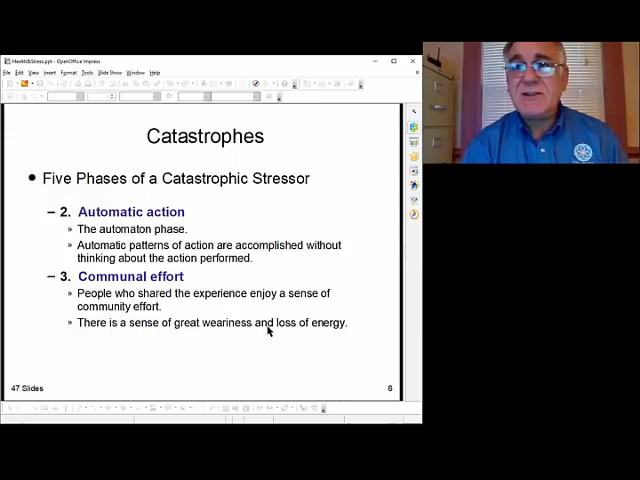 Health&Stress.ppt - OpenOffice Impress
File Edit View Insert Format Tools Slide Show Window Help
Catastrophes
• Five Phases of a Catastrophic Stressor
– 2. Automatic action
» The automaton phase.
» Automatic patterns of action are accomplished without
thinking about the action performed.
– 3. Communal effort
» People who shared the experience enjoy a sense of
community effort.
» There is a sense of great weariness and loss of energy.
47 Slides
6